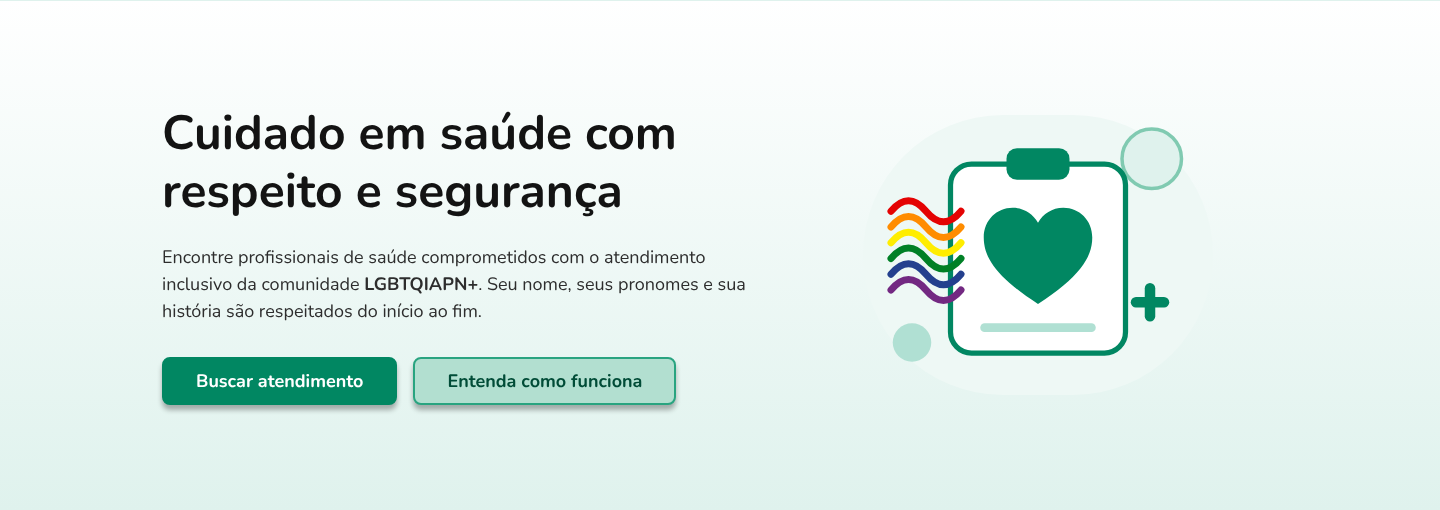 Cuidado em saúde com
respeito e segurança
Encontre profissionais de saúde comprometidos com o atendimento
inclusivo da comunidade LGBTQIAPN+. Seu nome, seus pronomes e sua
história são respeitados do início ao fim.
Buscar atendimento
Entenda como funciona